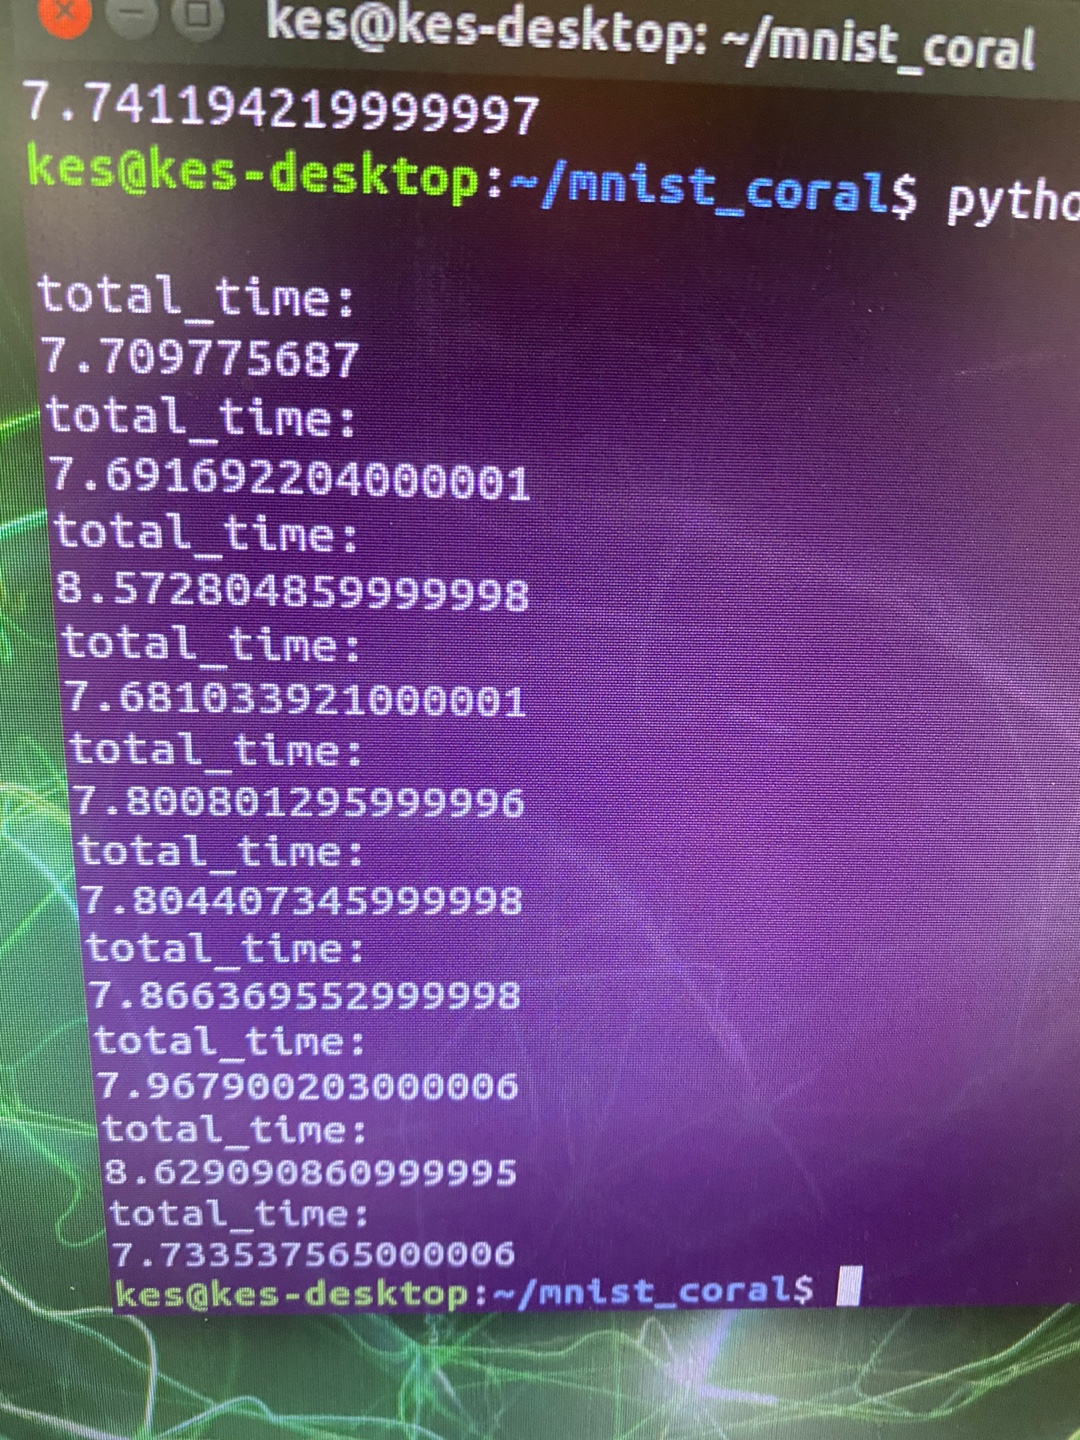 kes@kes-desktop: ~/mnist_coral
7.741194219999997
kes@kes-desktop:~/mnist_coral$ pytho
total_time:
7.709775687
total_time:
7.691692204000001
total_time:
8.572804859999998
total_time:
7.681033921000001
total_time:
7.800801295999996
total_time:
7.804407345999998
total_time:
7.866369552999998
total_time:
7.967900203000006
total_time:
8.629090860999995
total_time:
7.733537565000006
kes@kes-desktop:~/mnist_coral$